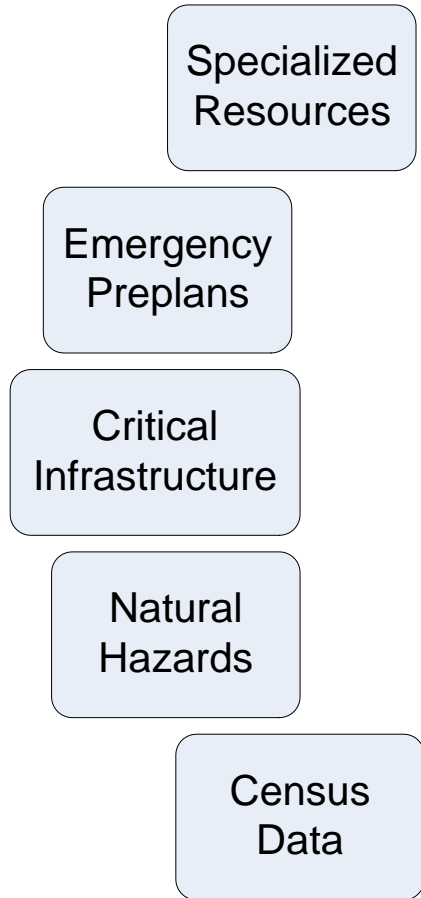 Specialized
Resources
Emergency
Preplans
Critical
Infrastructure
Natural
Hazards
Census
Data